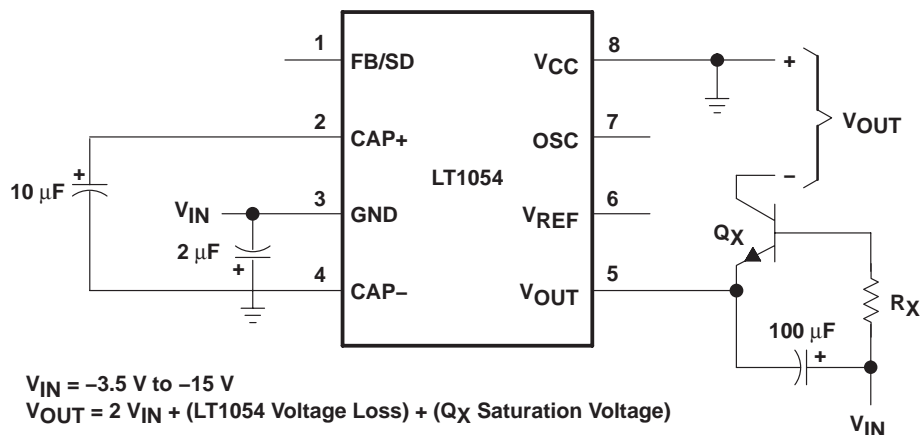 1
FB/SD
2
CAP+
3
GND
4
CAP–
LT1054
8
VCC
7
OSC
6
VREF
5
VOUT
+
10 μF
VIN
2 μF
+
+
VOUT
–
QX
RX
100 μF
+
VIN
VIN = –3.5 V to –15 V
VOUT = 2 VIN + (LT1054 Voltage Loss) + (QX Saturation Voltage)